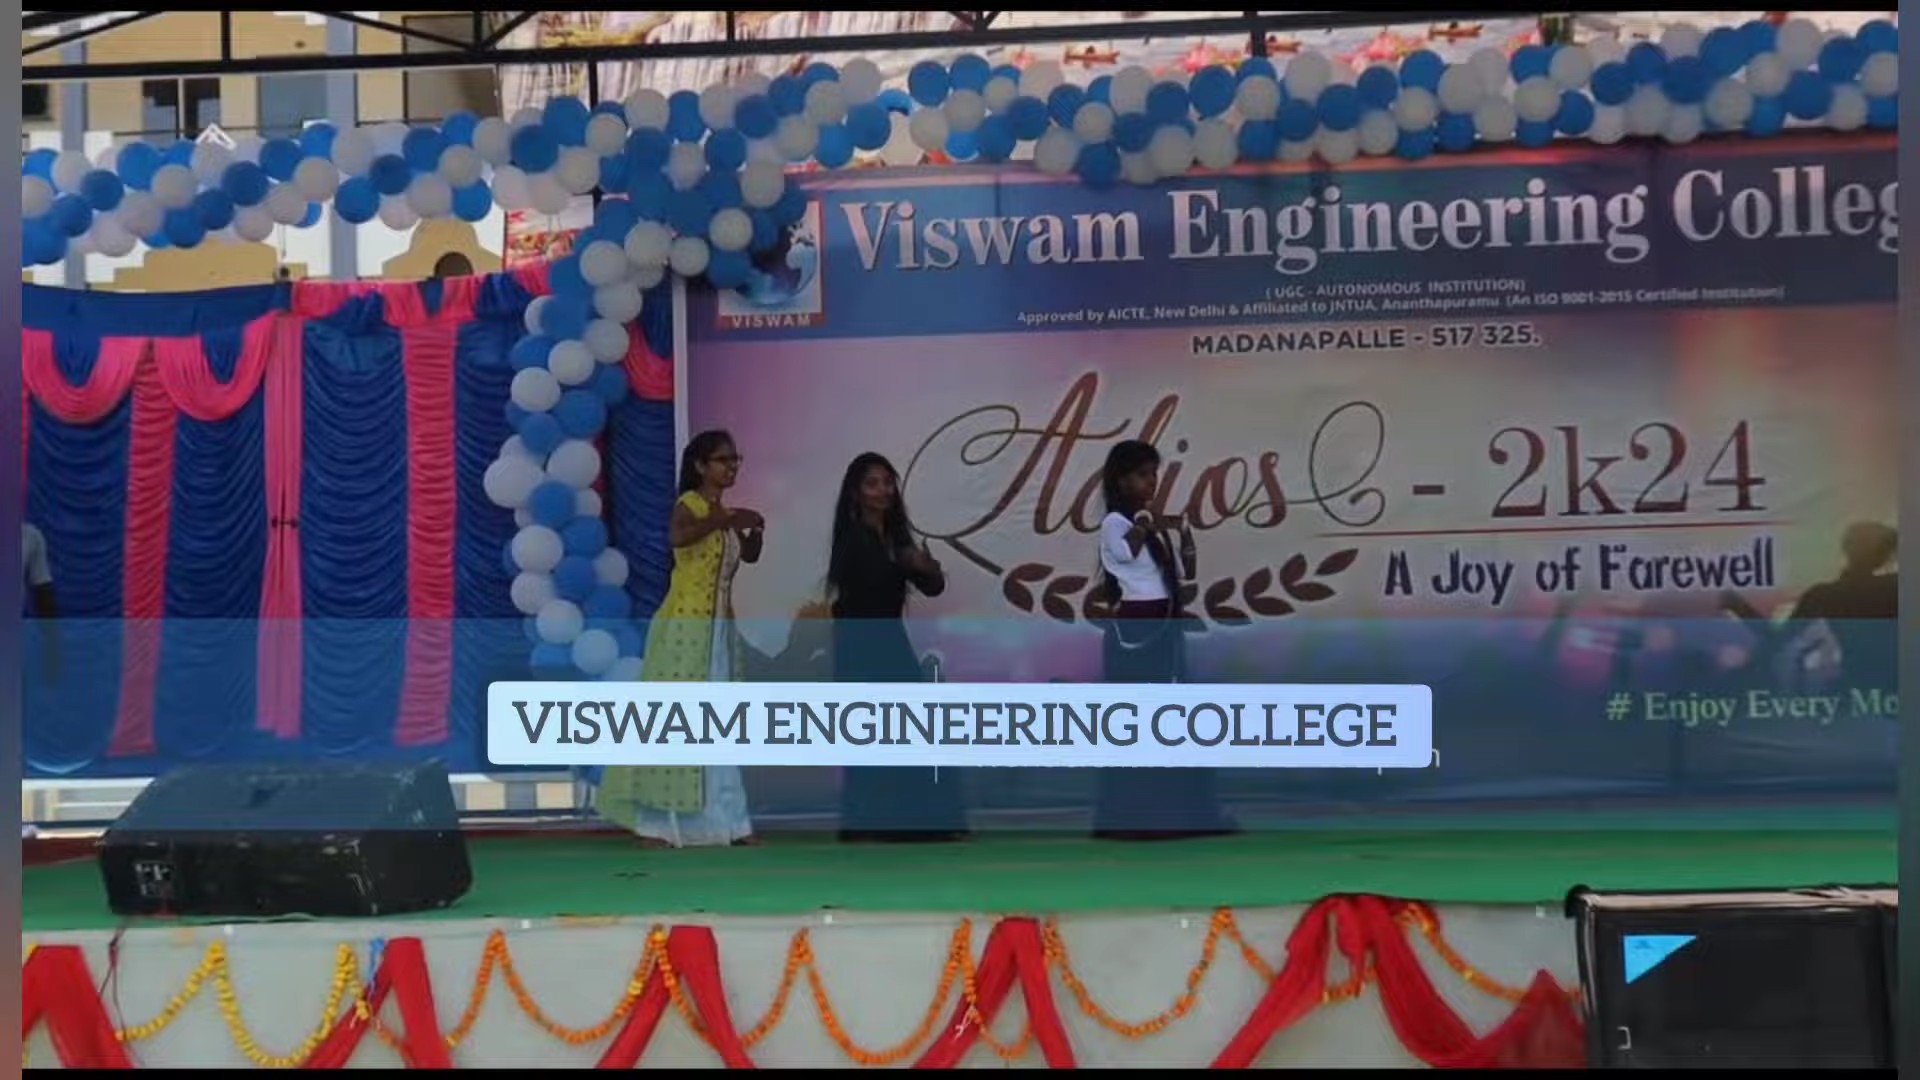 Viswam Engineering Colleg
( UGC - AUTONOMOUS INSTITUTION)
Approved by AICTE, New Delhi & Affiliated to JNTUA, Ananthapuramu (An ISO 9001-2015 Certified Institution)
VISWAM
MADANAPALLE - 517 325.
Adios - 2k24
A Joy of Farewell
# Enjoy Every Mo
VISWAM ENGINEERING COLLEGE